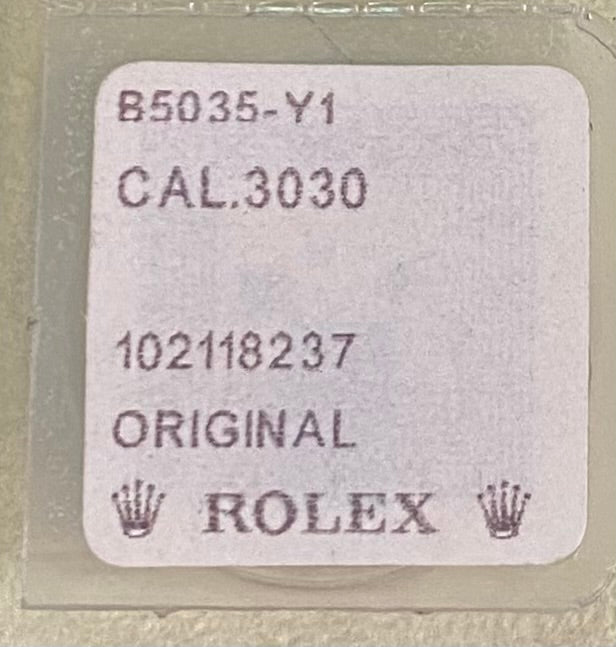 B5035-Y1
CAL.3030
102118237
ORIGINAL
ROLEX